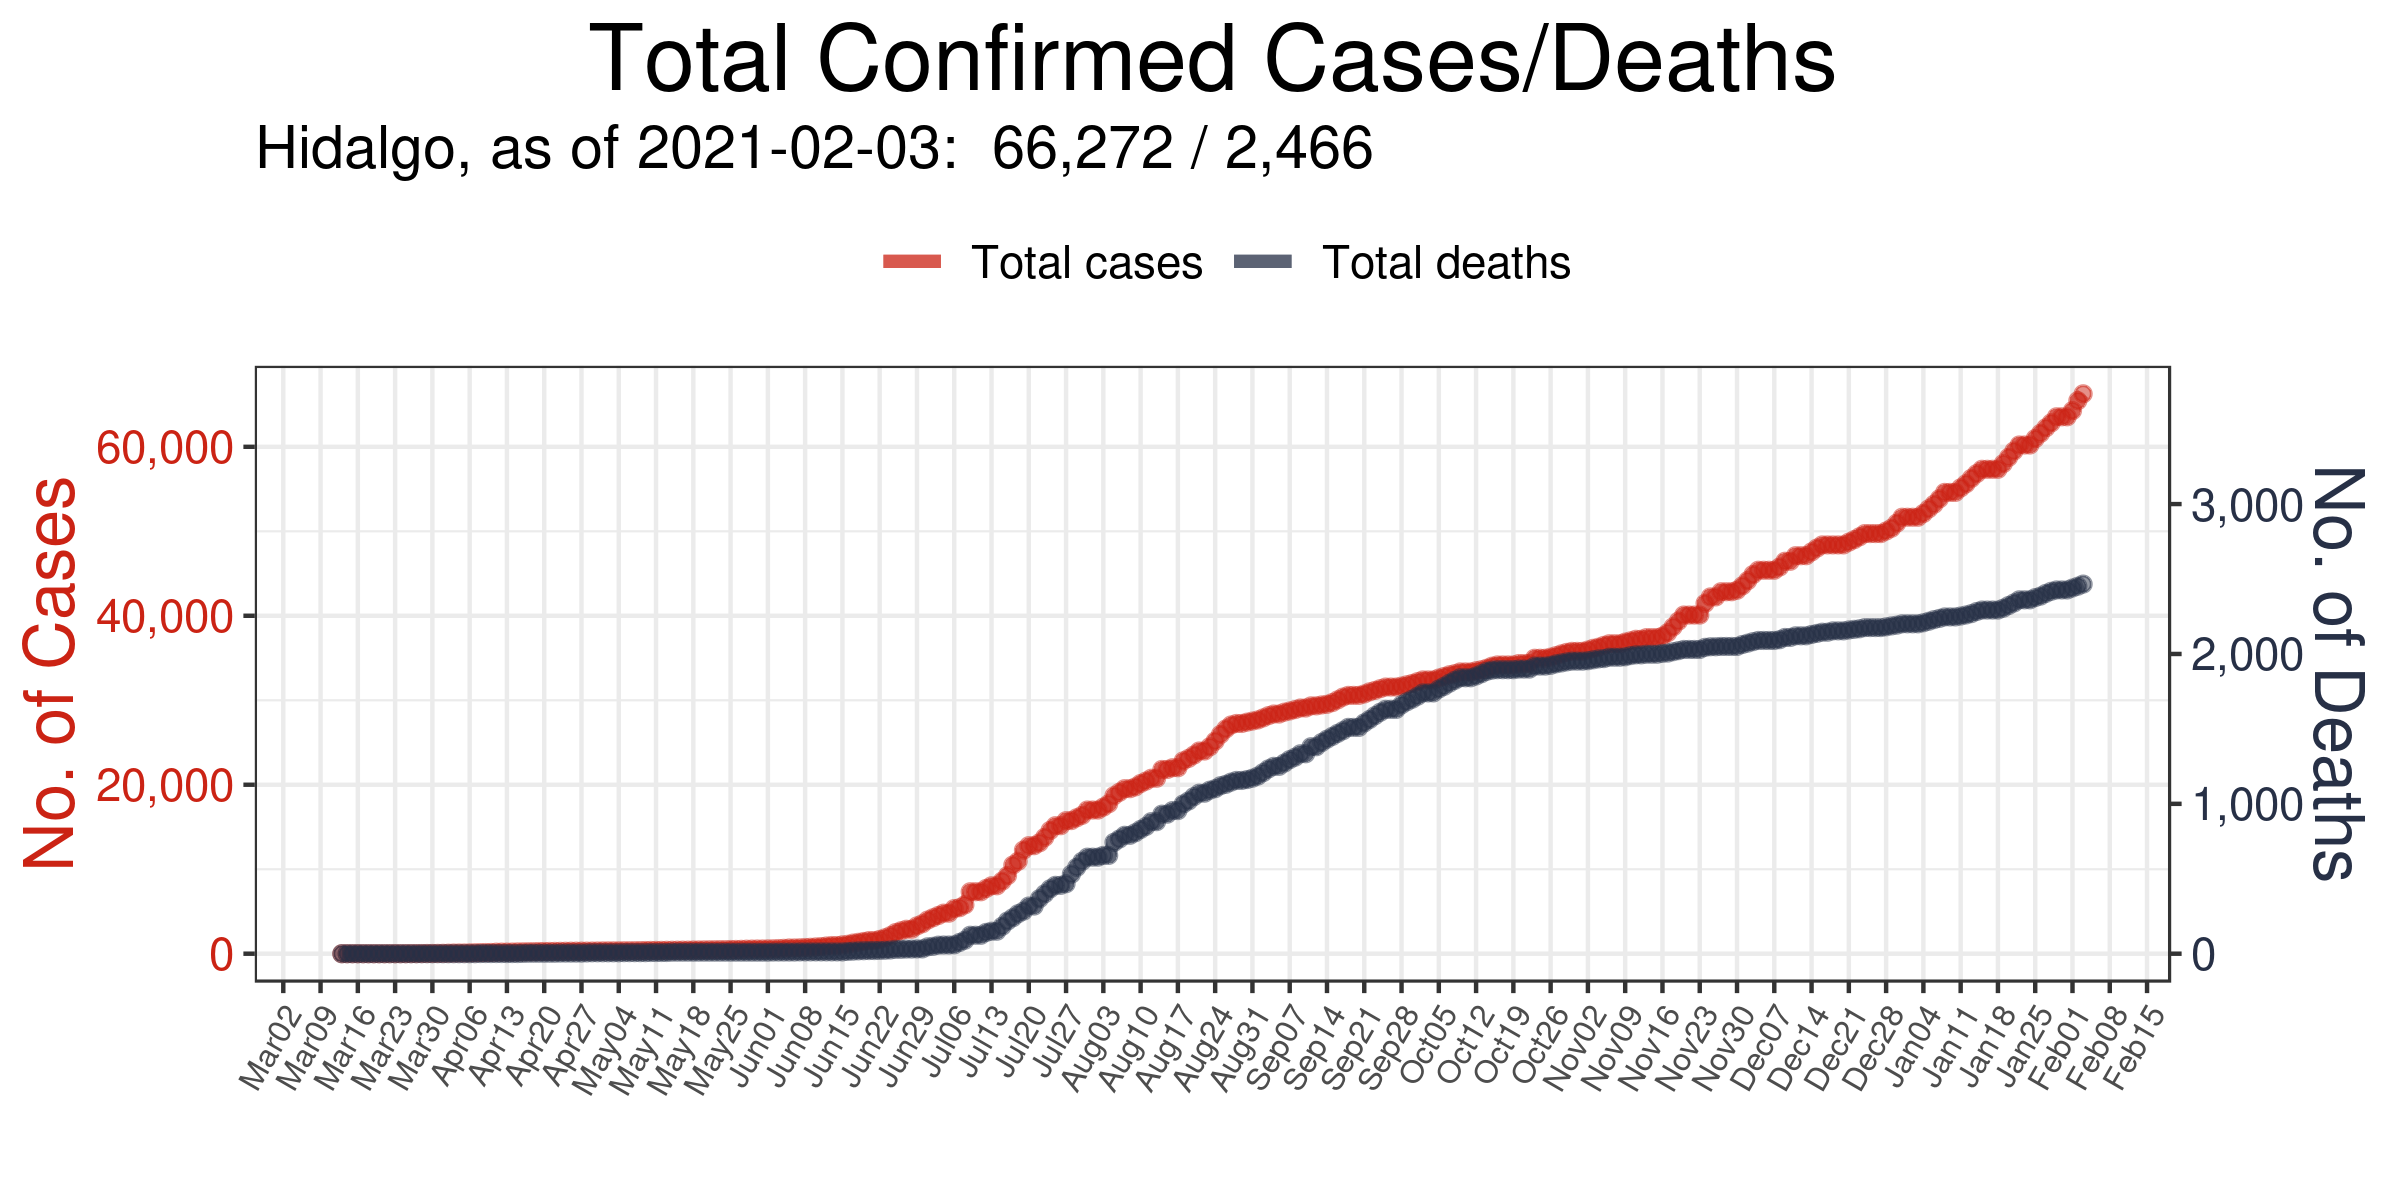 Total Confirmed Cases/Deaths
Hidalgo, as of 2021-02-03:  66,272 / 2,466
Total cases
Total deaths
No. of Cases
60,000
40,000
20,000
0
3,000
2,000
1,000
0
No. of Deaths
Mar02
Mar09
Mar16
Mar23
Mar30
Apr06
Apr13
Apr20
Apr27
May04
May11
May18
May25
Jun01
Jun08
Jun15
Jun22
Jun29
Jul06
Jul13
Jul20
Jul27
Aug03
Aug10
Aug17
Aug24
Aug31
Sep07
Sep14
Sep21
Sep28
Oct05
Oct12
Oct19
Oct26
Nov02
Nov09
Nov16
Nov23
Nov30
Dec07
Dec14
Dec21
Dec28
Dec04
Jan11
Jan18
Jan25
Feb01
Feb08
Feb15